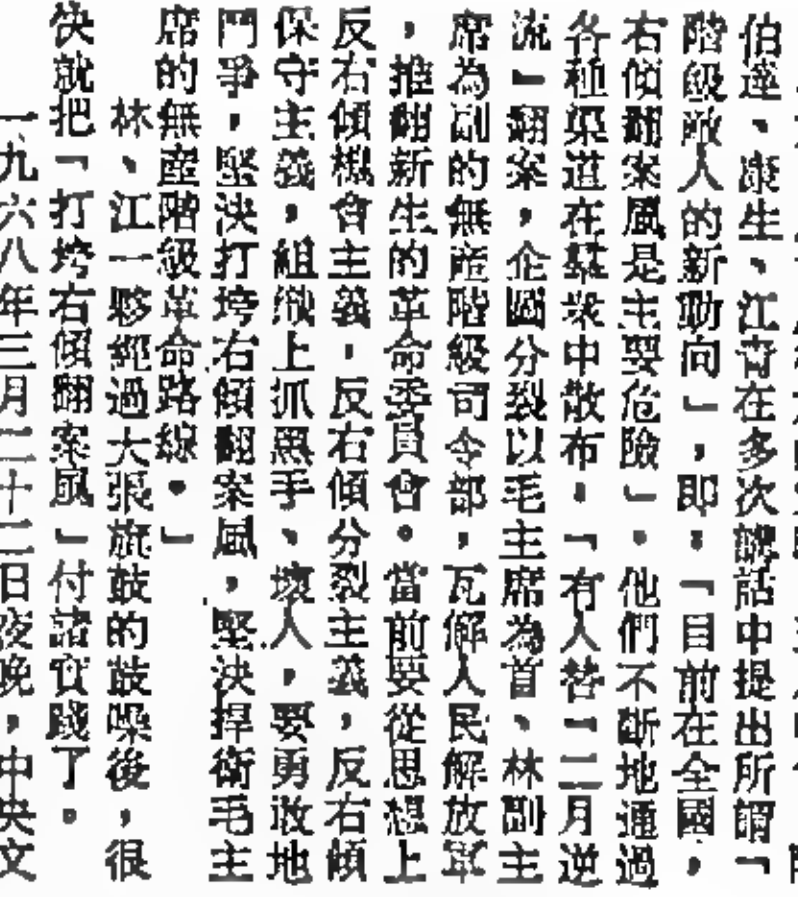 伯達、康生、江青在多次說話中提出所謂「
階級敵人的新動向」，即：「目前在全國，
右傾翻案風是主要危險」。他們不斷地通過
各種渠道在羣衆中散布，「有人替「二月逆
流」翻案，企圖分裂以毛主席為首、林副主
席為副的無產階級司令部，瓦解人民解放軍
，推翻新生的革命委員會。當前要從思想上
反右傾機會主義，反右傾分裂主義，反右傾
保守主義，組織上抓黑手、壞人，要勇敢地
鬥爭，堅決打垮右傾翻案風，堅決捍衛毛主
席的無產階級革命路線。」
林、江一夥經過大張旗鼓的鼓噪後，很
快就把「打垮右傾翻案風」付諸實踐了。
一九六八年三月二十二日夜晚，中央文